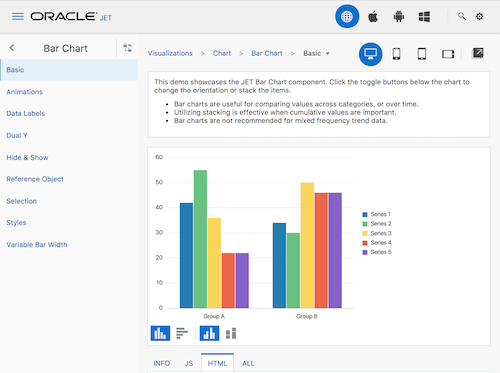 ORACLE JET
Bar Chart
Basic
Animations
Data Labels
Dual Y
Hide & Show
Reference Object
Selection
Styles
Variable Bar Width
Visualizations > Chart > Bar Chart > Basic
This demo showcases the JET Bar Chart component. Click the toggle buttons below the chart to
change the orientation or stack the items.
• Bar charts are useful for comparing values across categories, or over time.
• Utilizing stacking is effective when cumulative values are important.
• Bar charts are not recommended for mixed frequency trend data.
60
50
40
30
20
10
0
Group A
Group B
Series 1
Series 2
Series 3
Series 4
Series 5
INFO JS HTML ALL